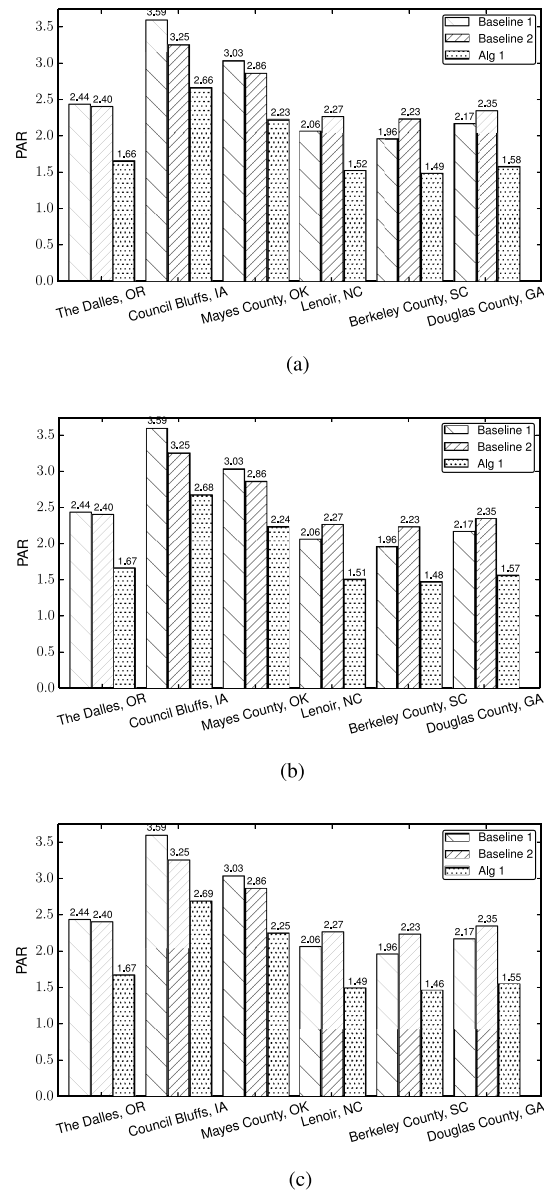 3.59
3.5
Baseline 1
3.25
Baseline 2
3.03
3.0
2.86
Alg 1
2.66
2.5
2.44 2.40
2.35
2.27
2.23
2.23
2.17
2.06
2.0
1.96
PAR
1.66
1.58
1.52
1.49
1.5
1.0
0.5
0.0
The Dalles, OR
Council Bluffs, IA
Mayes County, OK
Lenoir, NC
Berkeley County, SC
Douglas County, GA
(a)
3.59
3.5
Baseline 1
3.25
Baseline 2
3.03
3.0
2.86
Alg 1
2.68
2.5
2.44 2.40
2.35
2.27
2.24
2.23
2.17
2.06
2.0
1.96
PAR
1.67
1.57
1.51
1.48
1.5
1.0
0.5
0.0
The Dalles, OR
Council Bluffs, IA
Mayes County, OK
Lenoir, NC
Berkeley County, SC
Douglas County, GA
(b)
3.59
3.5
Baseline 1
3.25
Baseline 2
3.03
3.0
2.86
Alg 1
2.69
2.5
2.44 2.40
2.35
2.27
2.25
2.23
2.17
2.06
2.0
1.96
PAR
1.67
1.55
1.49
1.46
1.5
1.0
0.5
0.0
The Dalles, OR
Council Bluffs, IA
Mayes County, OK
Lenoir, NC
Berkeley County, SC
Douglas County, GA
(c)